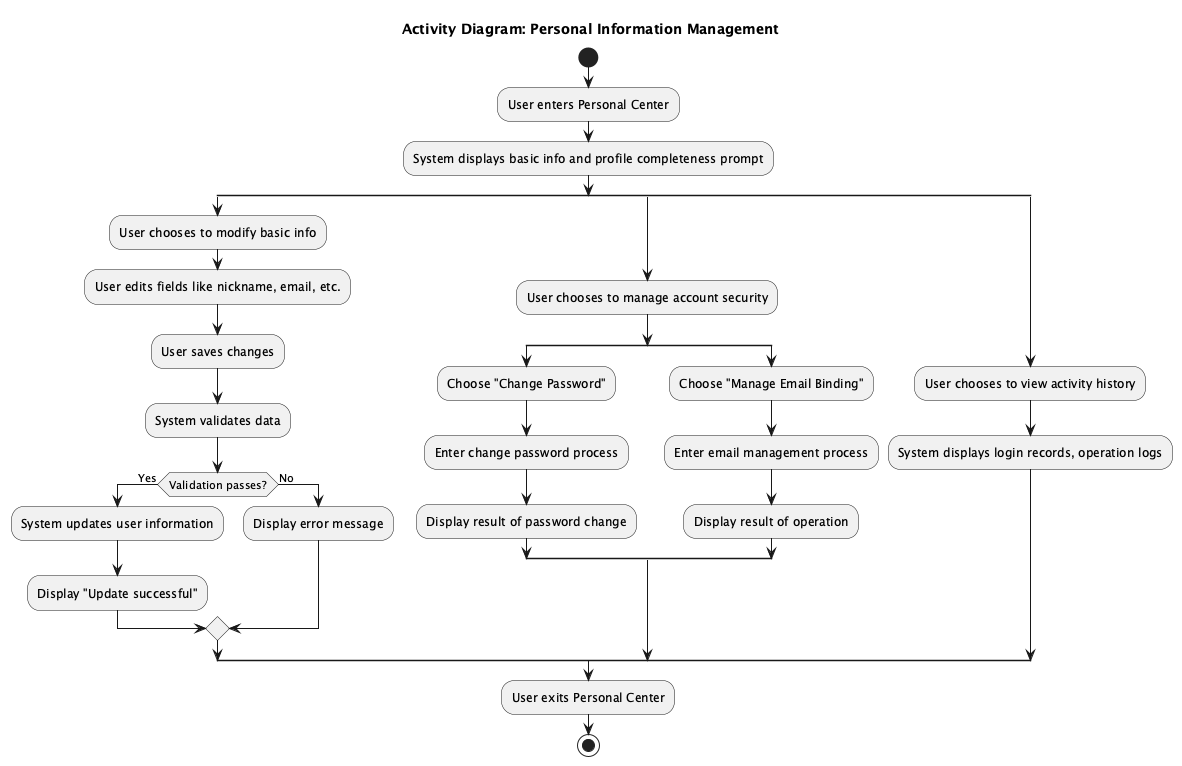 Activity Diagram: Personal Information Management
User enters Personal Center
System displays basic info and profile completeness prompt
User chooses to modify basic info
User edits fields like nickname, email, etc.
User saves changes
System validates data
Validation passes?
Yes
No
System updates user information
Display "Update successful"
Display error message
User chooses to manage account security
Choose "Change Password"
Enter change password process
Display result of password change
Choose "Manage Email Binding"
Enter email management process
Display result of operation
User chooses to view activity history
System displays login records, operation logs
User exits Personal Center